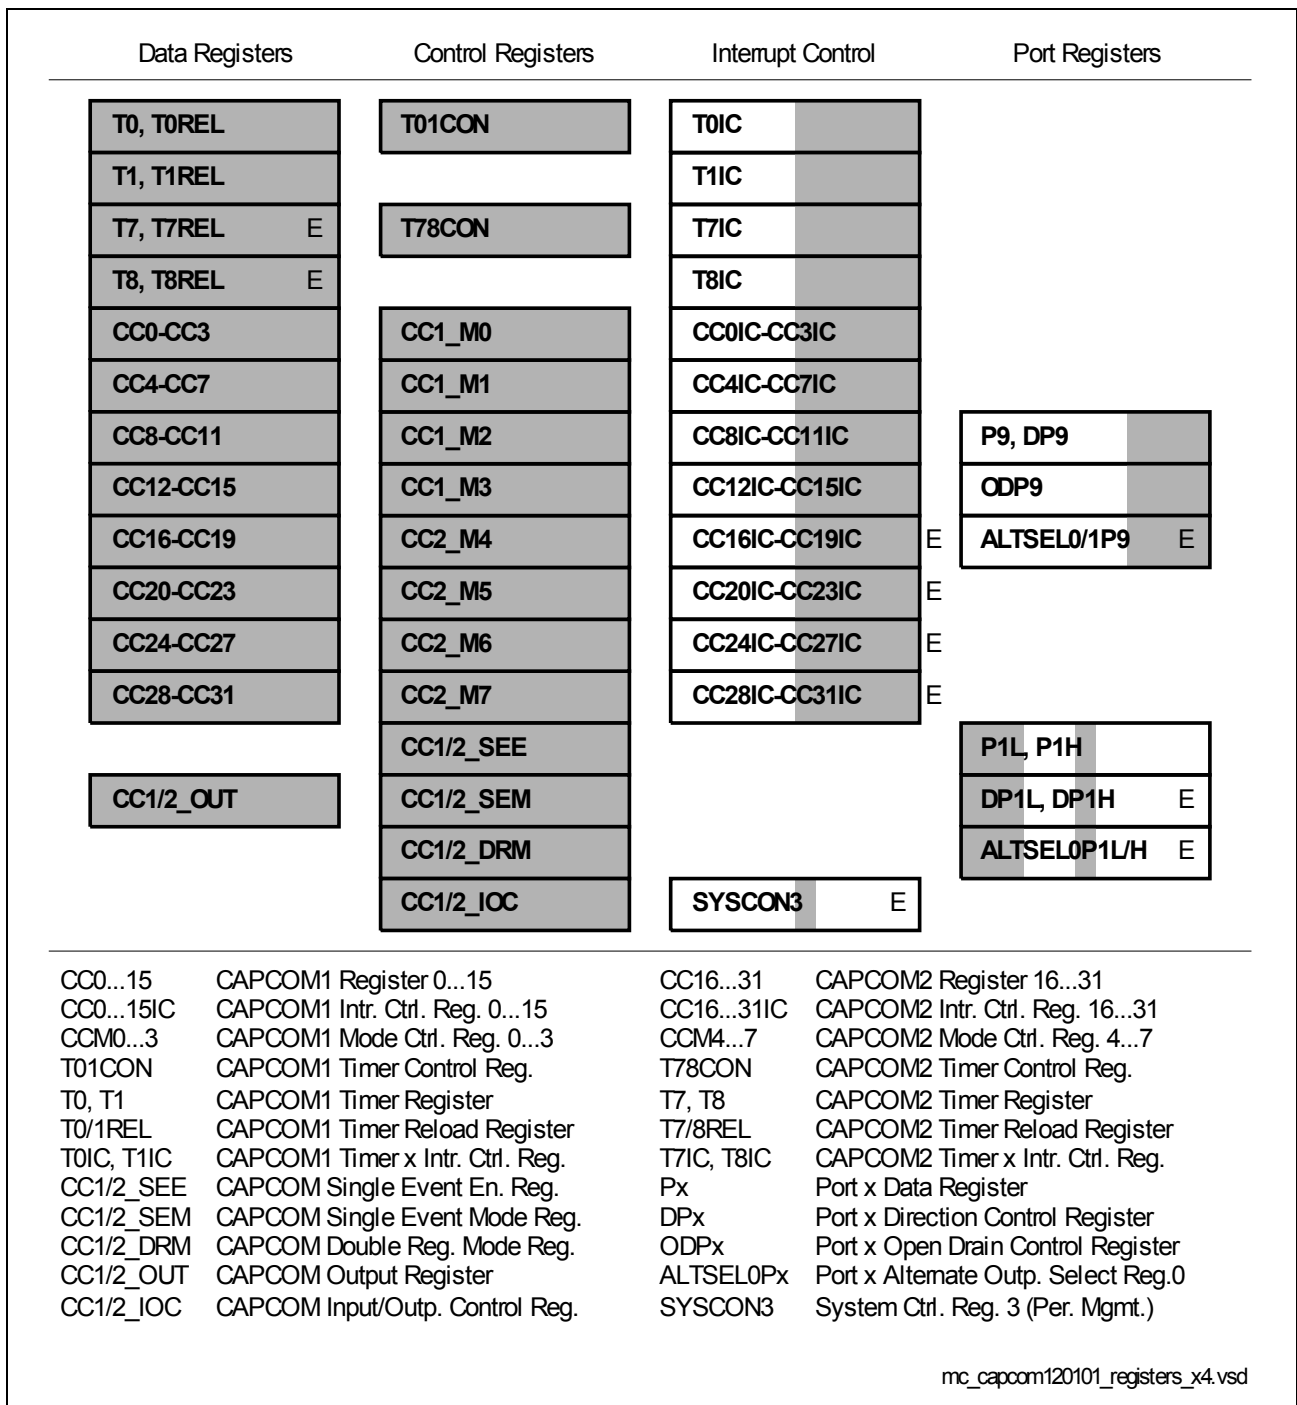 Data Registers Control Registers Interrupt Control Port Registers
T0, T0REL T01CON T0IC
T1, T1REL T1IC
T7, T7REL E T78CON T7IC
T8, T8REL E T8IC
CC0-CC3 CC1_M0 CC0IC-CC3IC
CC4-CC7 CC1_M1 CC4IC-CC7IC
CC8-CC11 CC1_M2 CC8IC-CC11IC P9, DP9
CC12-CC15 CC1_M3 CC12IC-CC15IC ODP9
CC16-CC19 CC2_M4 CC16IC-CC19IC E ALTSEL0/1P9 E
CC20-CC23 CC2_M5 CC20IC-CC23IC E
CC24-CC27 CC2_M6 CC24IC-CC27IC E
CC28-CC31 CC2_M7 CC28IC-CC31IC E
CC1/2_SEE P1L, P1H
CC1/2_OUT CC1/2_SEM DP1L, DP1H E
CC1/2_DRM ALTSEL0P1L/H E
CC1/2_IOC SYSCON3 E
CC0...15 CAPCOM1 Register 0...15 CC16...31 CAPCOM2 Register 16...31
CC0...15IC CAPCOM1 Intr. Ctrl. Reg. 0...15 CC16...31IC CAPCOM2 Intr. Ctrl. Reg. 16...31
CCM0...3 CAPCOM1 Mode Ctrl. Reg. 0...3 CCM4...7 CAPCOM2 Mode Ctrl. Reg. 4...7
T01CON CAPCOM1 Timer Control Reg. T78CON CAPCOM2 Timer Control Reg.
T0, T1 CAPCOM1 Timer Register T7, T8 CAPCOM2 Timer Register
T0/1REL CAPCOM1 Timer Reload Register T7/8REL CAPCOM2 Timer Reload Register
T0IC, T1IC CAPCOM1 Timer x Intr. Ctrl. Reg. T7IC, T8IC CAPCOM2 Timer x Intr. Ctrl. Reg.
CC1/2_SEE CAPCOM Single Event En. Reg. Px Port x Data Register
CC1/2_SEM CAPCOM Single Event Mode Reg. DPx Port x Direction Control Register
CC1/2_DRM CAPCOM Double Reg. Mode Reg. ODPx Port x Open Drain Control Register
CC1/2_OUT CAPCOM Output Register ALTSEL0Px Port x Alternate Outp. Select Reg.0
CC1/2_IOC CAPCOM Input/Outp. Control Reg. SYSCON3 System Ctrl. Reg. 3 (Per. Mgmt.)
mc_capcom120101_registers_x4.vsd